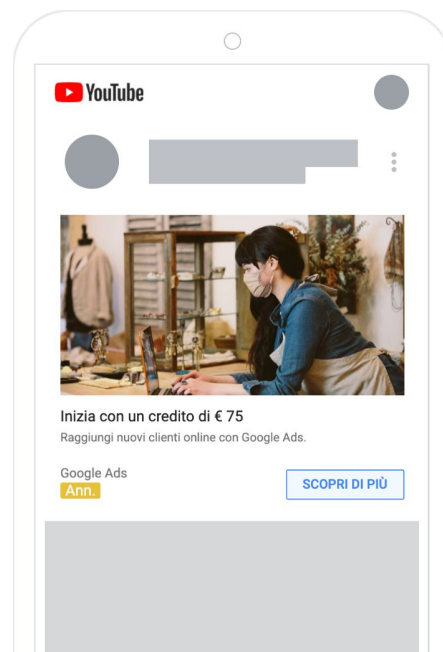 YouTube
Inizia con un credito di € 75
Raggiungi nuovi clienti online con Google Ads.
Google Ads
Ann.
SCOPRI DI PIÙ